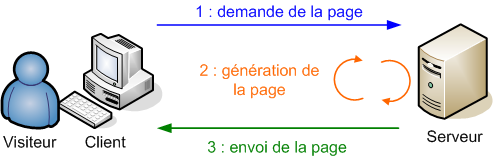 1 : demande de la page
2 : génération de
la page
Visiteur
Client
Serveur
3 : envoi de la page